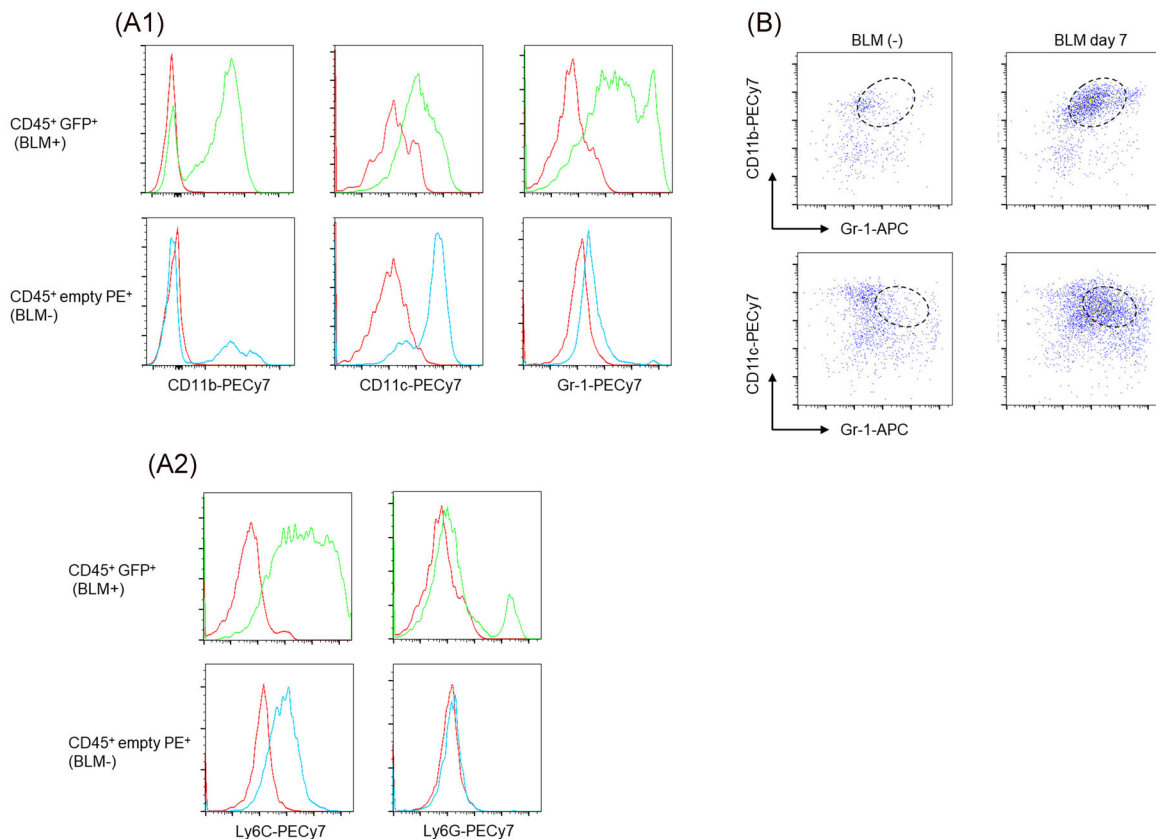 (A1)
CD45+ GFP+
(BLM+)
CD45+ empty PE+
(BLM-)
CD11b-PECy7
CD11c-PECy7
Gr-1-PECy7
(B)
BLM (-)
BLM day 7
CD11b-PECy7
Gr-1-APC
CD11c-PECy7
Gr-1-APC
(A2)
CD45+ GFP+
(BLM+)
CD45+ empty PE+
(BLM-)
Ly6C-PECy7
Ly6G-PECy7